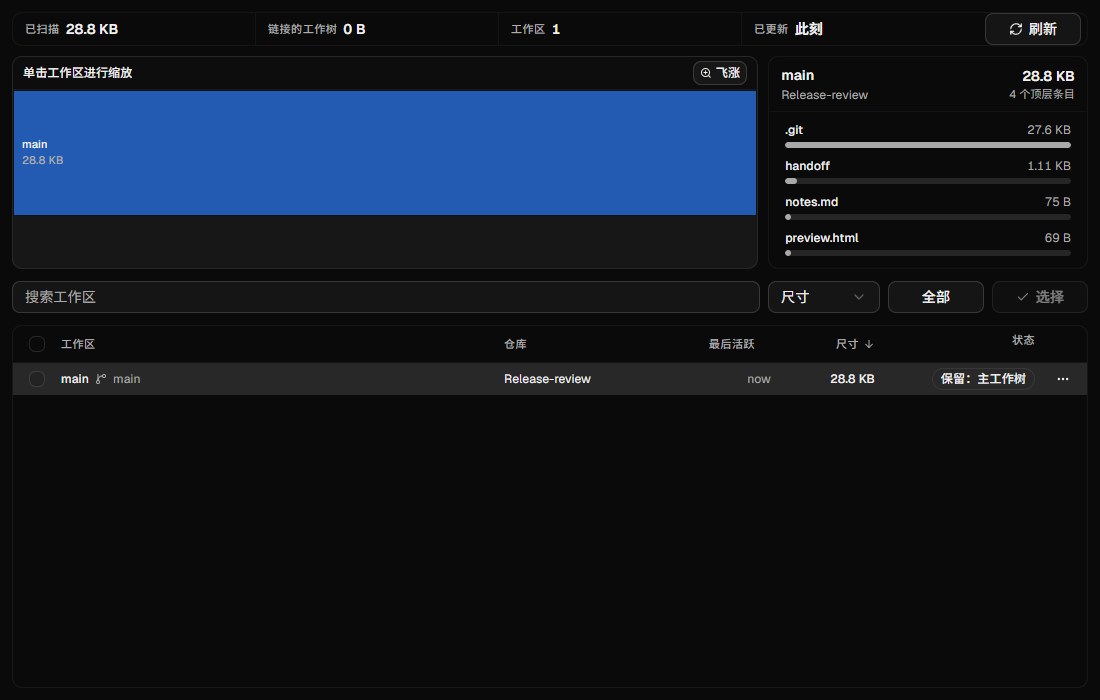 已扫描 28.8 KB
链接的工作树 0 B
工作区 1
已更新 此刻
刷新
单击工作区进行缩放
飞涨
main
28.8 KB
main
28.8 KB
Release-review
4 个顶层条目
.git
27.6 KB
handoff
1.11 KB
notes.md
75 B
preview.html
69 B
搜索工作区
尺寸
全部
选择
工作区
仓库
最后活跃
尺寸
状态
main
main
Release-review
now
28.8 KB
保留：主工作树